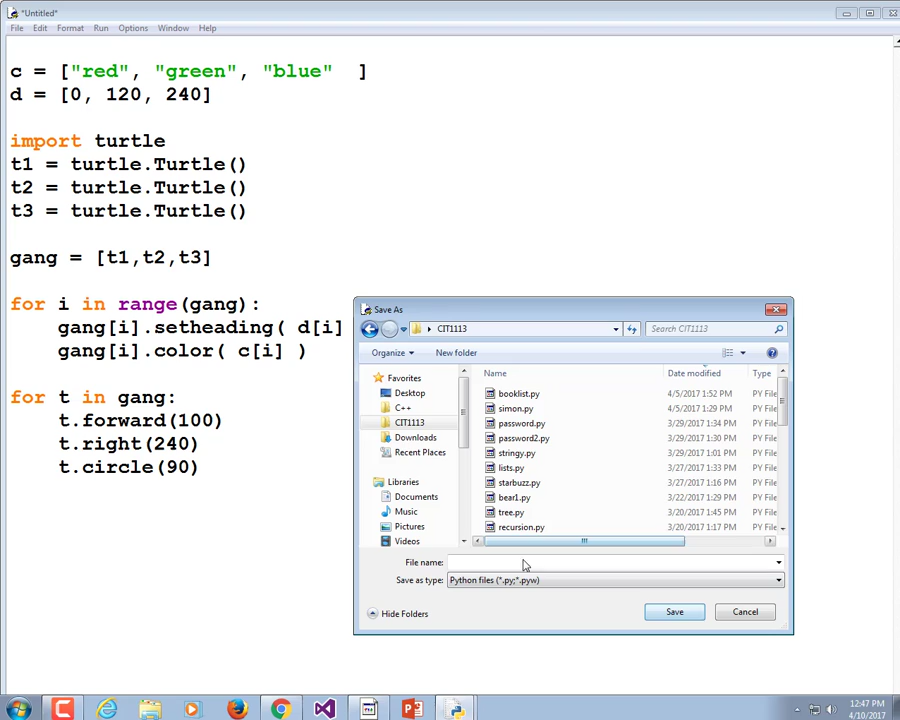 *Untitled*
File Edit Format Run Options Window Help
c = ["red", "green", "blue"  ]
d = [0, 120, 240]
import turtle
t1 = turtle.Turtle()
t2 = turtle.Turtle()
t3 = turtle.Turtle()
gang = [t1,t2,t3]
for i in range(gang):
    gang[i].setheading( d[i]
    gang[i].color( c[i] )
for t in gang:
    t.forward(100)
    t.right(240)
    t.circle(90)
Save As
CIT1113
Search CIT1113
Organize New folder
Favorites
Desktop
C++
CIT1113
Downloads
Recent Places
Libraries
Documents
Music
Pictures
Videos
Name Date modified Type
booklist.py 4/5/2017 1:52 PM PY File
simon.py 4/5/2017 1:29 PM PY File
password.py 3/29/2017 1:34 PM PY File
password2.py 3/29/2017 1:30 PM PY File
stringy.py 3/29/2017 1:09 PM PY File
lists.py 3/27/2017 1:33 PM PY File
starbuzz.py 3/27/2017 1:16 PM PY File
bear1.py 3/22/2017 1:29 PM PY File
tree.py 3/20/2017 1:45 PM PY File
recursion.py 3/20/2017 1:17 PM PY File
File name:
Save as type: Python files (*.py;*.pyw)
Hide Folders
Save Cancel
12:47 PM
4/10/2017